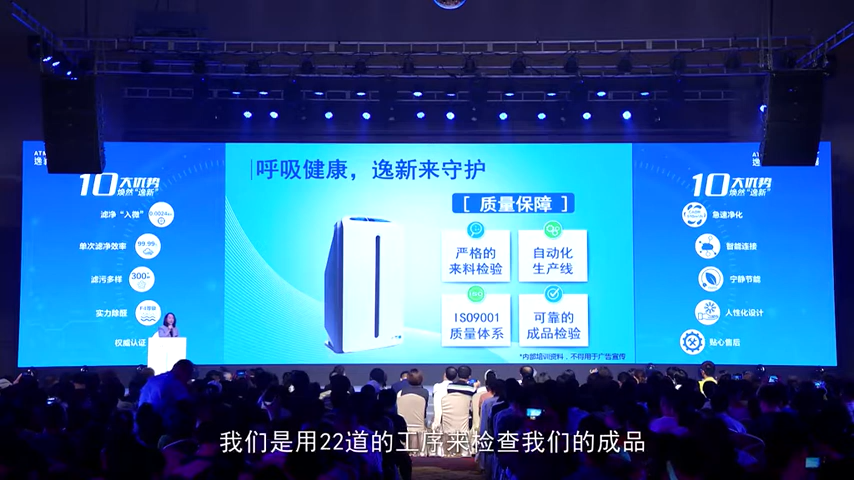 呼吸健康，逸新来守护
[ 质量保障 ]
严格的
来料检验
自动化
生产线
ISO9001
质量体系
可靠的
成品检验
*内部培训资料，不得用于广告宣传
10大优势
焕然“逸新”
滤净“入微”
单次滤净效率
99.99%
滤污多样
300+
实力除醛
权威认证
10大优势
焕然“逸新”
急速净化
智能连接
宁静节能
人性化设计
贴心售后
我们是用22道的工序来检查我们的成品